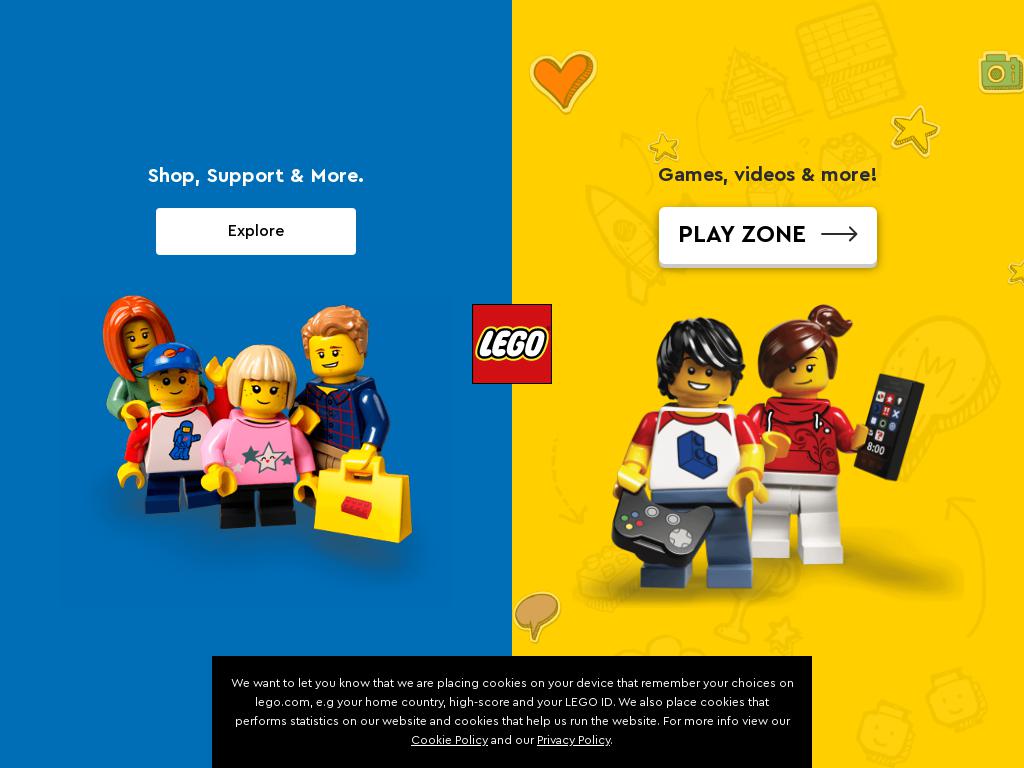 Shop, Support & More.
Explore
Games, videos & more!
PLAY ZONE
LEGO
8:00
We want to let you know that we are placing cookies on your device that remember your choices on
lego.com, e.g your home country, high-score and your LEGO ID. We also place cookies that
performs statistics on our website and cookies that help us run the website. For more info view our
Cookie Policy and our Privacy Policy.